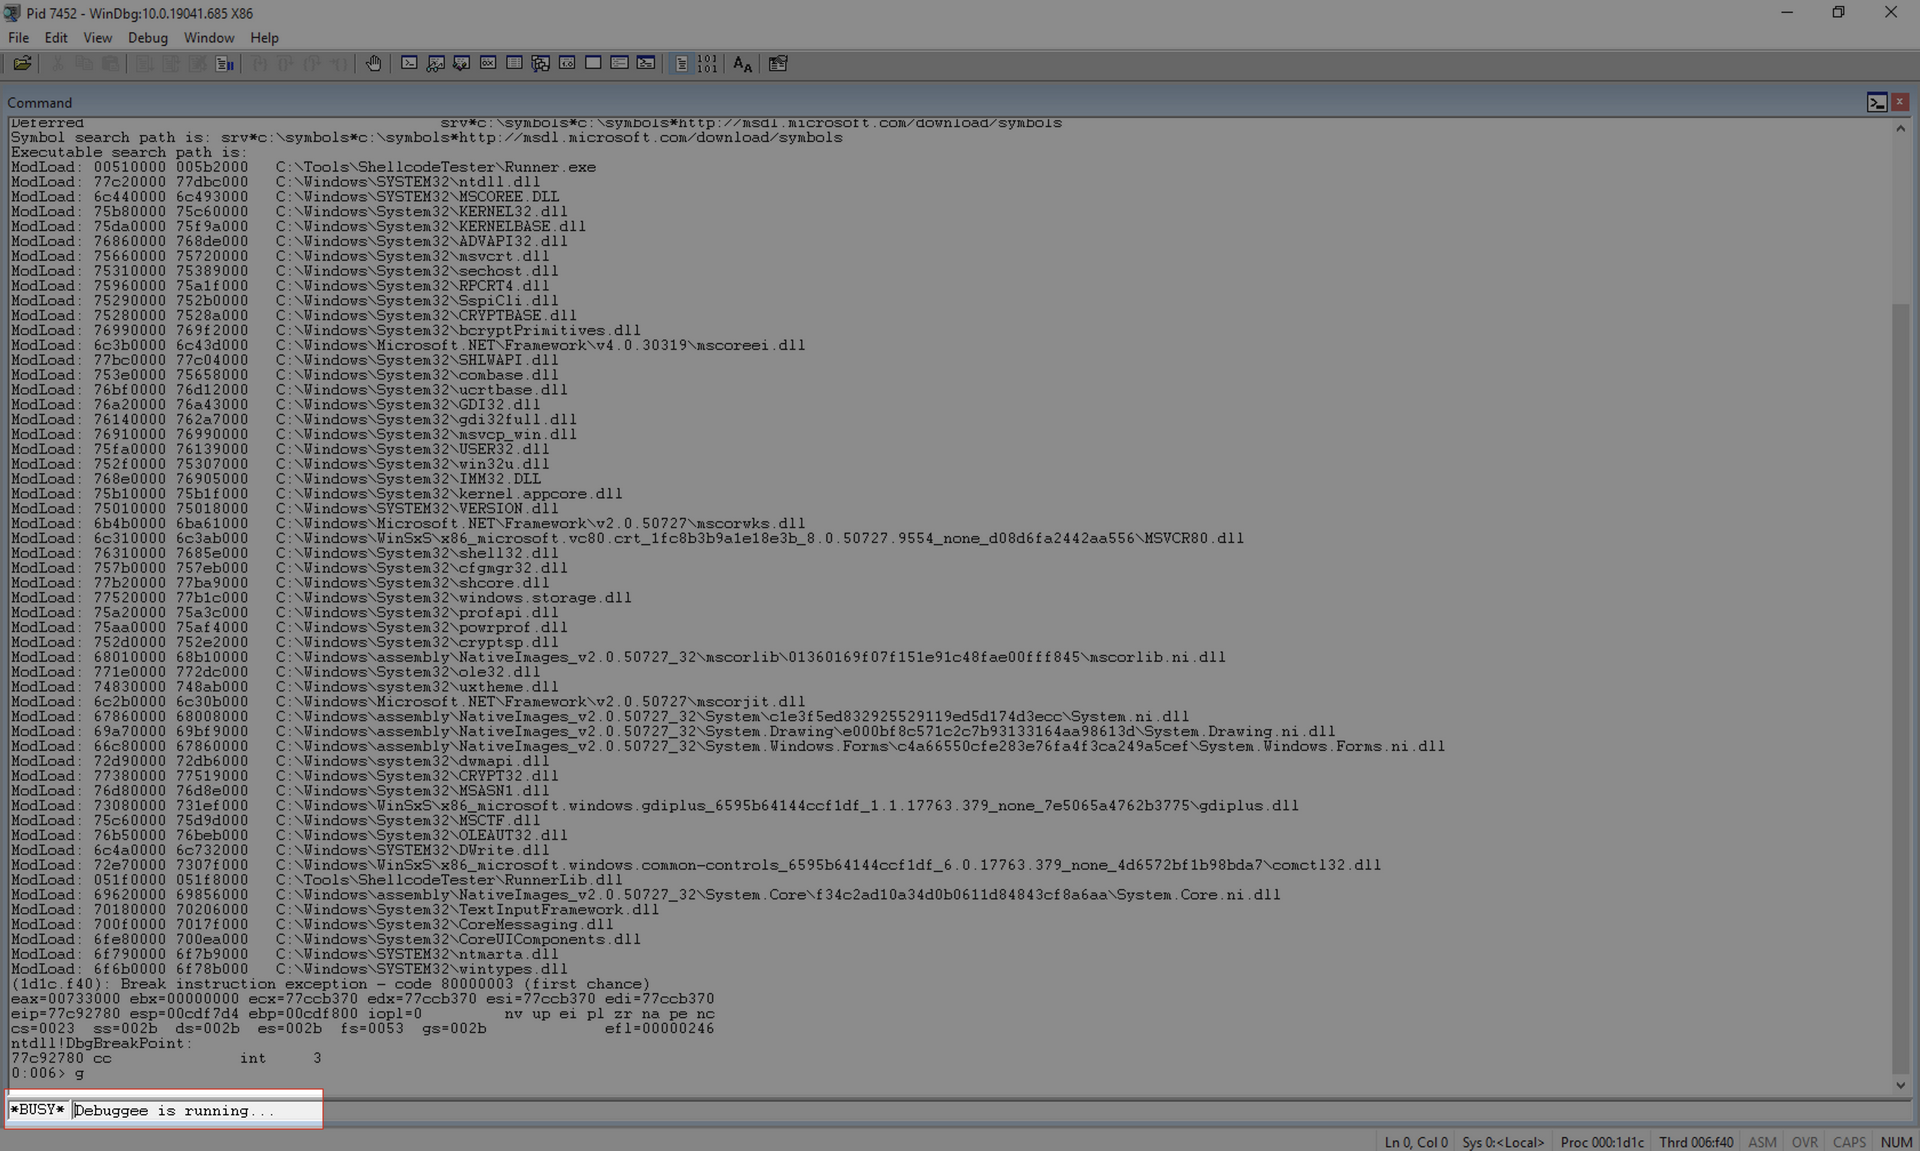 Pid 7452 - WinDbg:10.0.19041.685 X86
File Edit View Debug Window Help
Command
Deferred srv*c:\symbols*c:\symbols*http://msdl.microsoft.com/download/symbols
Symbol search path is: srv*c:\symbols*c:\symbols*http://msdl.microsoft.com/download/symbols
Executable search path is:
ModLoad: 00510000 005b2000 C:\Tools\ShellcodeTester\Runner.exe
ModLoad: 77c20000 77dbc000 C:\Windows\SYSTEM32\ntdll.dll
ModLoad: 6c440000 6c493000 C:\Windows\SYSTEM32\MSCOREE.DLL
ModLoad: 75b80000 75c60000 C:\Windows\System32\KERNEL32.dll
ModLoad: 75da0000 75f9a000 C:\Windows\System32\KERNELBASE.dll
ModLoad: 76860000 768de000 C:\Windows\System32\ADVAPI32.dll
ModLoad: 75660000 75720000 C:\Windows\System32\msvcrt.dll
ModLoad: 75310000 75389000 C:\Windows\System32\sechost.dll
ModLoad: 75960000 75a1f000 C:\Windows\System32\RPCRT4.dll
ModLoad: 75290000 752b0000 C:\Windows\System32\SspiCli.dll
ModLoad: 75280000 7528a000 C:\Windows\System32\CRYPTBASE.dll
ModLoad: 76990000 769f2000 C:\Windows\System32\bcryptPrimitives.dll
ModLoad: 6c3b0000 6c43d000 C:\Windows\Microsoft.NET\Framework\v4.0.30319\mscoreei.dll
ModLoad: 77bc0000 77c04000 C:\Windows\System32\SHLWAPI.dll
ModLoad: 753e0000 75658000 C:\Windows\System32\combase.dll
ModLoad: 76bf0000 76d12000 C:\Windows\System32\ucrtbase.dll
ModLoad: 76a20000 76a43000 C:\Windows\System32\GDI32.dll
ModLoad: 76140000 762a7000 C:\Windows\System32\gdi32full.dll
ModLoad: 76910000 76990000 C:\Windows\System32\msvcp_win.dll
ModLoad: 75fa0000 76139000 C:\Windows\System32\USER32.dll
ModLoad: 752f0000 75307000 C:\Windows\System32\win32u.dll
ModLoad: 768e0000 76905000 C:\Windows\System32\IMM32.DLL
ModLoad: 75b10000 75b1f000 C:\Windows\System32\kernel.appcore.dll
ModLoad: 75010000 75018000 C:\Windows\SYSTEM32\VERSION.dll
ModLoad: 6b4b0000 6ba61000 C:\Windows\Microsoft.NET\Framework\v2.0.50727\mscorwks.dll
ModLoad: 6c310000 6c3ab000 C:\Windows\WinSxS\x86_microsoft.vc80.crt_1fc8b3b9a1e18e3b_8.0.50727.9554_none_d08d6fa2442aa556\MSVCR80.dll
ModLoad: 76310000 7685e000 C:\Windows\System32\shell32.dll
ModLoad: 757b0000 757eb000 C:\Windows\System32\cfgmgr32.dll
ModLoad: 77b20000 77ba9000 C:\Windows\System32\shcore.dll
ModLoad: 77520000 77b1c000 C:\Windows\System32\windows.storage.dll
ModLoad: 75a20000 75a3c000 C:\Windows\System32\profapi.dll
ModLoad: 75aa0000 75af4000 C:\Windows\System32\powrprof.dll
ModLoad: 752d0000 752e2000 C:\Windows\System32\cryptsp.dll
ModLoad: 68010000 68b10000 C:\Windows\assembly\NativeImages_v2.0.50727_32\mscorlib\01360169f07f151e91c48fae00fff845\mscorlib.ni.dll
ModLoad: 771e0000 772dc000 C:\Windows\System32\ole32.dll
ModLoad: 74830000 748ab000 C:\Windows\system32\uxtheme.dll
ModLoad: 6c2b0000 6c30b000 C:\Windows\Microsoft.NET\Framework\v2.0.50727\mscorjit.dll
ModLoad: 67860000 68008000 C:\Windows\assembly\NativeImages_v2.0.50727_32\System\c1e3f5ed832925529119ed5d174d3ecc\System.ni.dll
ModLoad: 69a70000 69bf9000 C:\Windows\assembly\NativeImages_v2.0.50727_32\System.Drawing\e000bf8c571c2c7b93133164aa98613d\System.Drawing.ni.dll
ModLoad: 66c80000 67860000 C:\Windows\assembly\NativeImages_v2.0.50727_32\System.Windows.Forms\c4a66550cfe283e76fa4f3ca249a5cef\System.Windows.Forms.ni.dll
ModLoad: 72d90000 72db6000 C:\Windows\system32\dwmapi.dll
ModLoad: 77380000 77519000 C:\Windows\System32\CRYPT32.dll
ModLoad: 76d80000 76d8e000 C:\Windows\System32\MSASN1.dll
ModLoad: 73080000 731ef000 C:\Windows\WinSxS\x86_microsoft.windows.gdiplus_6595b64144ccf1df_1.1.17763.379_none_7e5065a4762b3775\gdiplus.dll
ModLoad: 75c60000 75d9d000 C:\Windows\System32\MSCTF.dll
ModLoad: 76b50000 76beb000 C:\Windows\System32\OLEAUT32.dll
ModLoad: 6c4a0000 6c732000 C:\Windows\SYSTEM32\DWrite.dll
ModLoad: 72e70000 7307f000 C:\Windows\WinSxS\x86_microsoft.windows.common-controls_6595b64144ccf1df_6.0.17763.379_none_4d6572bf1b98bda7\comctl32.dll
ModLoad: 051f0000 051f8000 C:\Tools\ShellcodeTester\RunnerLib.dll
ModLoad: 69620000 69856000 C:\Windows\assembly\NativeImages_v2.0.50727_32\System.Core\f34c2ad10a34d0b0611d84843cf8a6aa\System.Core.ni.dll
ModLoad: 70180000 70206000 C:\Windows\System32\TextInputFramework.dll
ModLoad: 700f0000 7017f000 C:\Windows\System32\CoreMessaging.dll
ModLoad: 6fe80000 700ea000 C:\Windows\System32\CoreUIComponents.dll
ModLoad: 6f790000 6f7b9000 C:\Windows\SYSTEM32\ntmarta.dll
ModLoad: 6f6b0000 6f78b000 C:\Windows\SYSTEM32\wintypes.dll
(1d1c.f40): Break instruction exception - code 80000003 (first chance)
eax=00733000 ebx=00000000 ecx=77ccb370 edx=77ccb370 esi=77ccb370 edi=77ccb370
eip=77c92780 esp=00cdf7d4 ebp=00cdf800 iopl=0 nv up ei pl zr na pe nc
cs=0023 ss=002b ds=002b es=002b fs=0053 gs=002b efl=00000246
ntdll!DbgBreakPoint:
77c92780 cc int 3
0:006> g
*BUSY* Debuggee is running...
Ln 0, Col 0 Sys 0:<Local> Proc 000:1d1c Thrd 006:f40 ASM OVR CAPS NUM